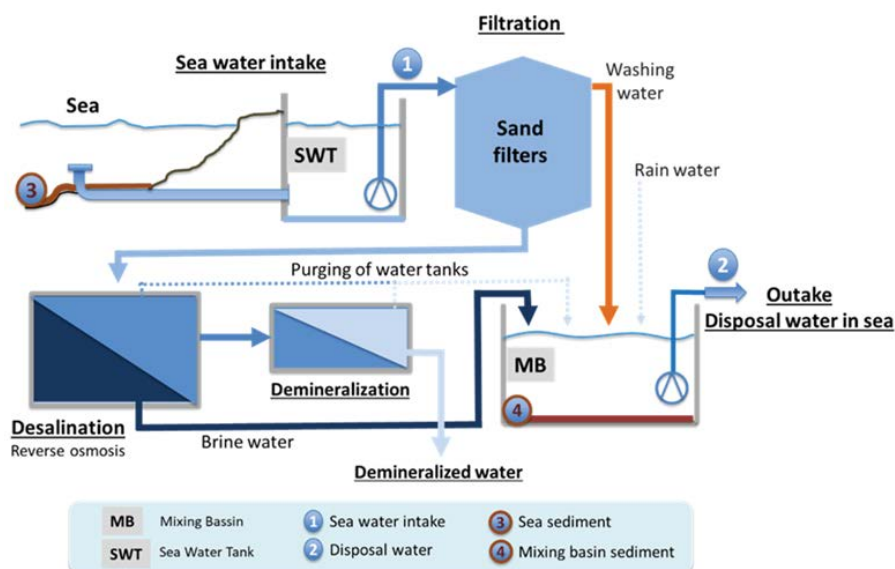 Filtration
Sea water intake
1
Washing
water
Sea
Sand
filters
SWT
Rain water
3
2
Purging of water tanks
Outake
Disposal water in sea
MB
Demineralization
4
Desalination
Reverse osmosis
Brine water
Demineralized water
MB Mixing Bassin 1 Sea water intake 3 Sea sediment
SWT Sea Water Tank 2 Disposal water 4 Mixing basin sediment